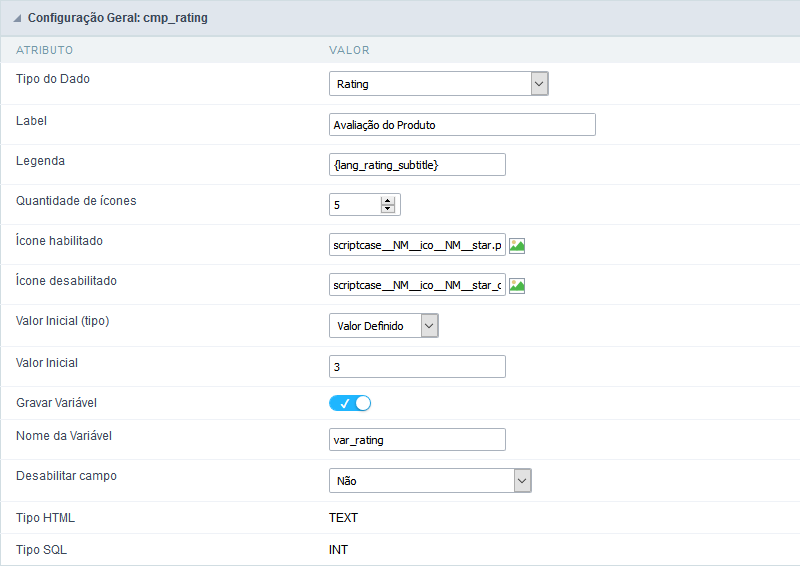 Configuração Geral: cmp_rating
ATRIBUTO VALOR
Tipo do Dado Rating
Label Avaliação do Produto
Legenda {lang_rating_subtitle}
Quantidade de ícones 5
Ícone habilitado scriptcase__NM__ico__NM__star.p
Ícone desabilitado scriptcase__NM__ico__NM__star_c
Valor Inicial (tipo) Valor Definido
Valor Inicial 3
Gravar Variável
Nome da Variável var_rating
Desabilitar campo Não
Tipo HTML TEXT
Tipo SQL INT